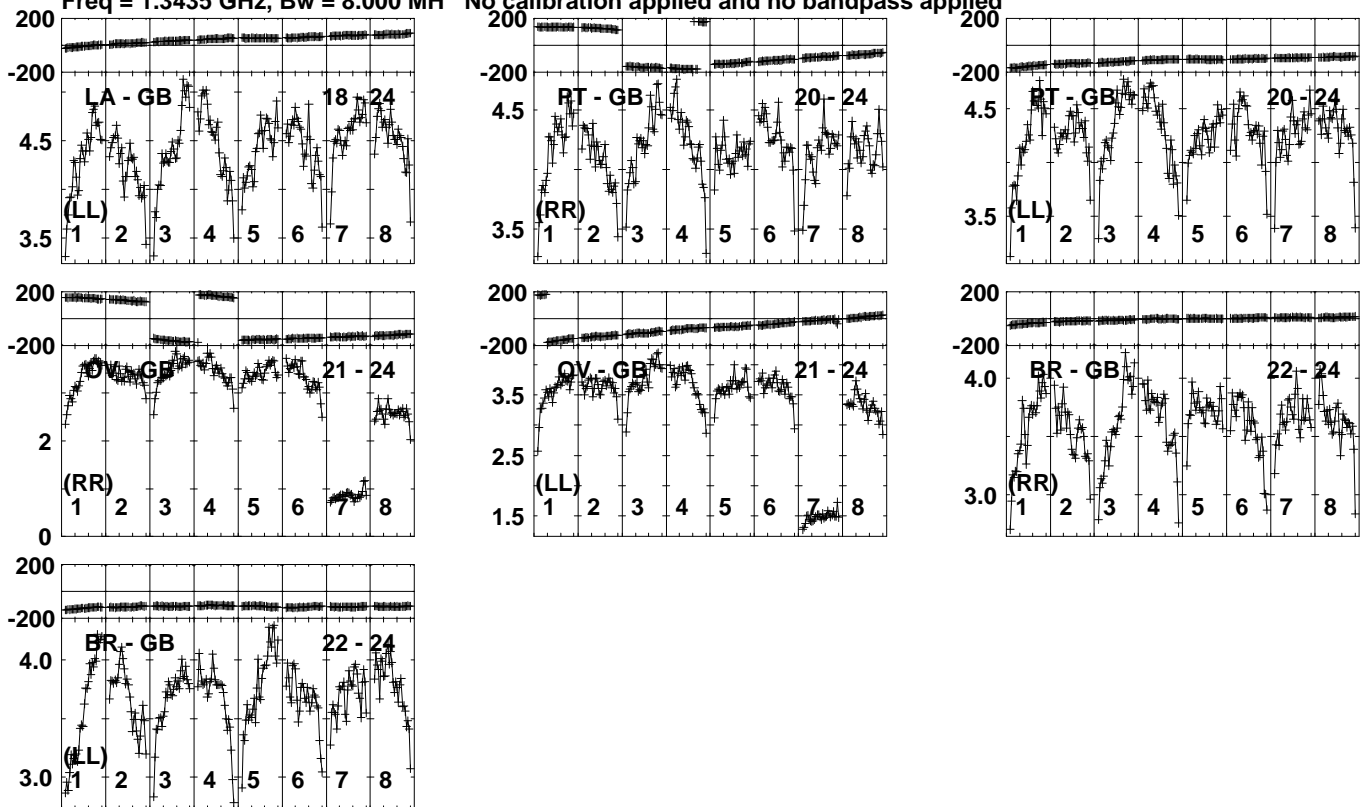 Freq = 1.3435 GHz, Bw = 8.000 MH No calibration applied and no bandpass applied
200
-200
LA - GB 18 - 24
4.5
(LL)
3.5
1 2 3 4 5 6 7 8
PT - GB 20 - 24
4.5
(RR)
3.5
1 2 3 4 5 6 7 8
200
-200
PT - GB 20 - 24
4.5
(LL)
3.5
1 2 3 4 5 6 7 8
200
-200
OV - GB 21 - 24
2
(RR)
0
1 2 3 4 5 6 7 8
200
-200
OV - GB 21 - 24
3.5
2.5
(LL)
1.5
1 2 3 4 5 6 7 8
200
-200
BR - GB 22 - 24
4.0
(RR)
3.0
1 2 3 4 5 6 7 8
200
-200
BR - GB 22 - 24
4.0
(LL)
3.0
1 2 3 4 5 6 7 8
200
-200